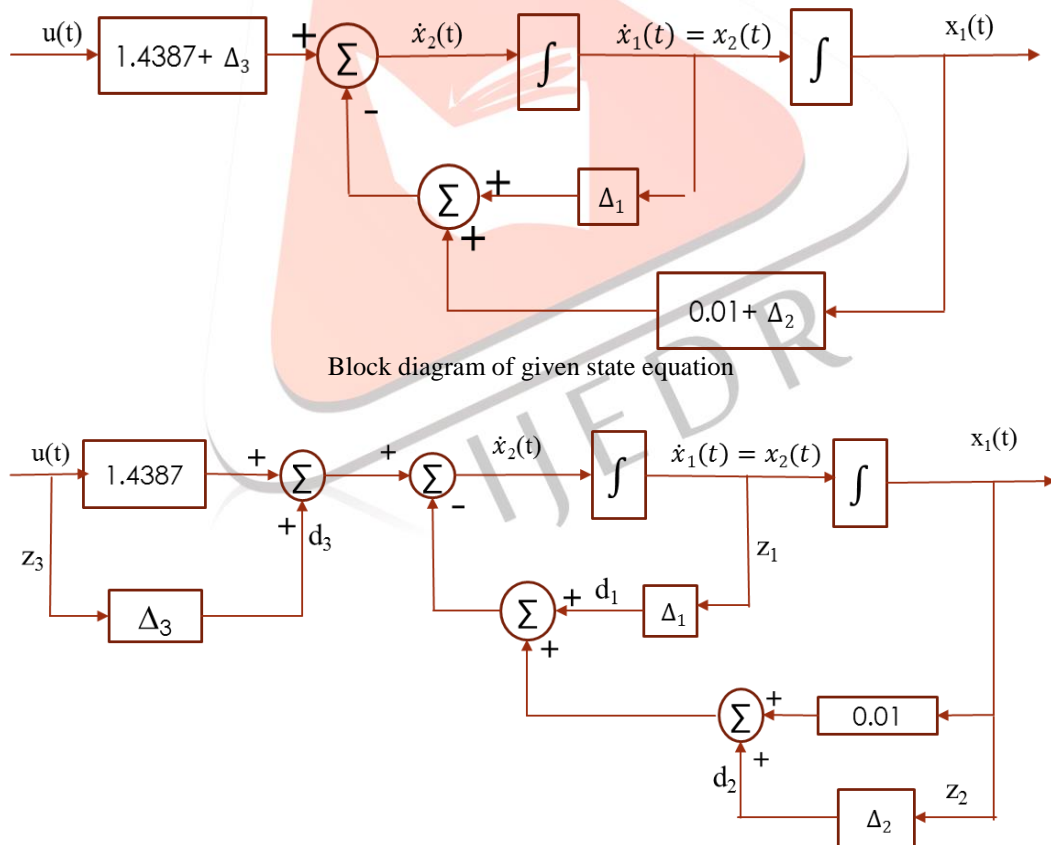 u(t)
1.4387+ Δ₃
+
Σ
-
ẋ₂(t)
∫
ẋ₁(t) = x₂(t)
∫
x₁(t)
Σ
+
+
Δ₁
0.01+ Δ₂
Block diagram of given state equation
IJEDR
u(t)
1.4387
+
Σ
+
d₃
z₃
Δ₃
+
Σ
-
ẋ₂(t)
∫
ẋ₁(t) = x₂(t)
∫
x₁(t)
z₁
Σ
+
d₁
Δ₁
+
Σ
+
0.01
+
d₂
Δ₂
z₂